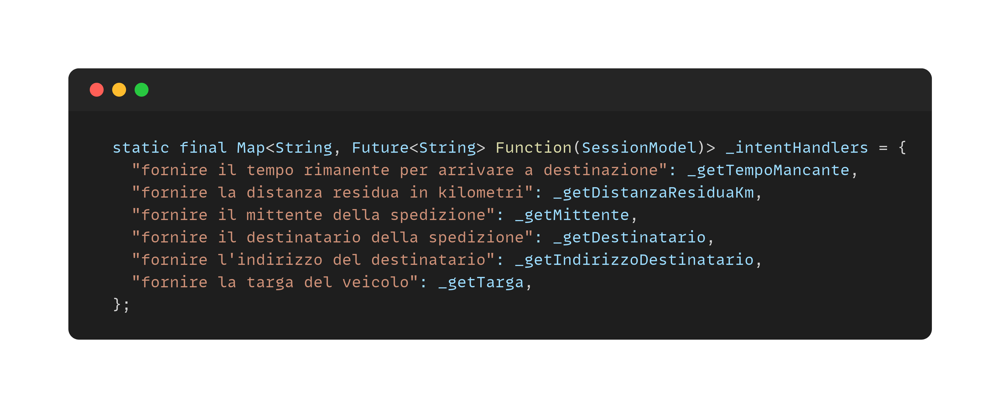 static final Map<String, Future<String> Function(SessionModel)> _intentHandlers = {
  "fornire il tempo rimanente per arrivare a destinazione": _getTempoMancante,
  "fornire la distanza residua in kilometri": _getDistanzaResiduaKm,
  "fornire il mittente della spedizione": _getMittente,
  "fornire il destinatario della spedizione": _getDestinatario,
  "fornire l'indirizzo del destinatario": _getIndirizzoDestinatario,
  "fornire la targa del veicolo": _getTarga,
};